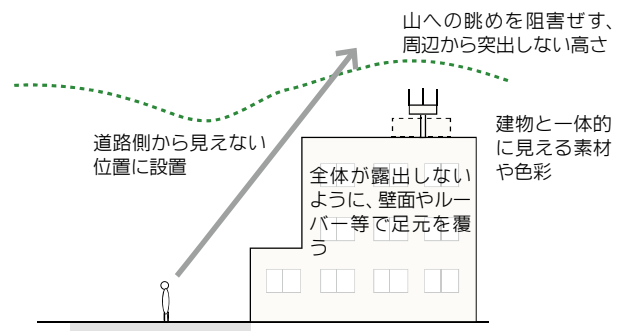 山への眺めを阻害ぜす、
周辺から突出しない高さ
道路側から見えない
位置に設置
建物と一体的
に見える素材
や色彩
全体が露出しない
ように、壁面やルー
バー等で足元を覆
う